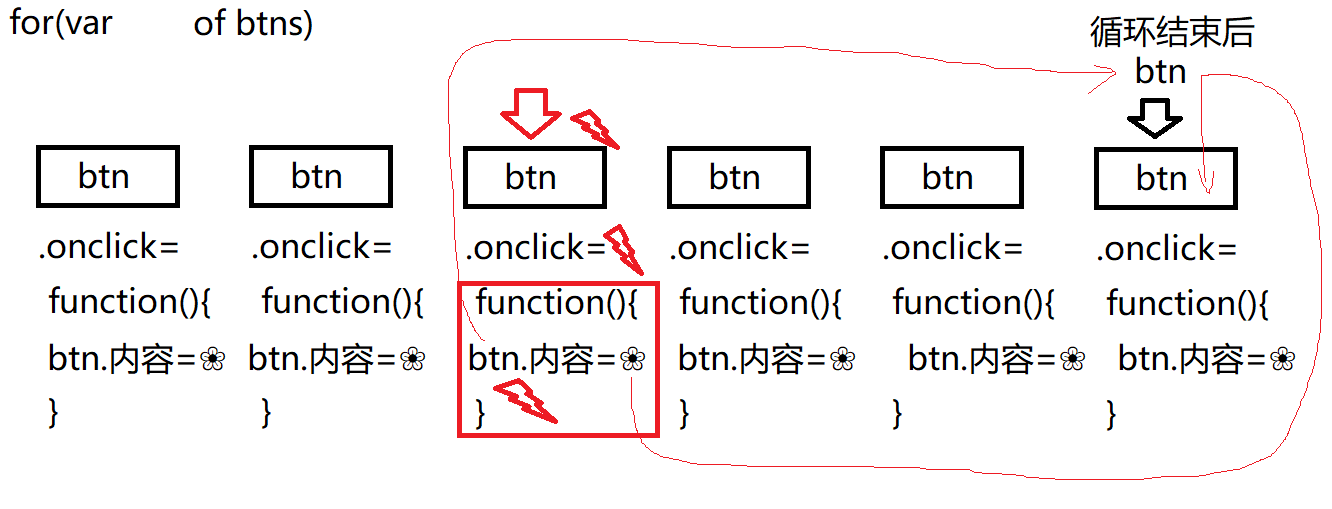 for(var of btns)
循环结束后
btn
btn btn btn btn btn btn
.onclick= .onclick= .onclick= .onclick= .onclick= .onclick=
function(){ function(){ function(){ function(){ function(){ function(){
btn.内容=❀ btn.内容=❀ btn.内容=❀ btn.内容=❀ btn.内容=❀ btn.内容=❀
} } } } } }